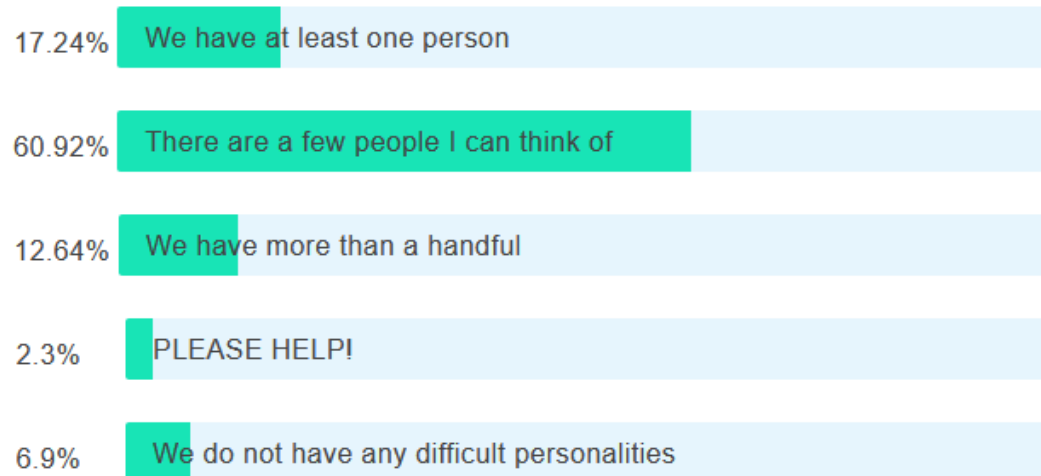 17.24% We have at least one person
60.92% There are a few people I can think of
12.64% We have more than a handful
2.3% PLEASE HELP!
6.9% We do not have any difficult personalities